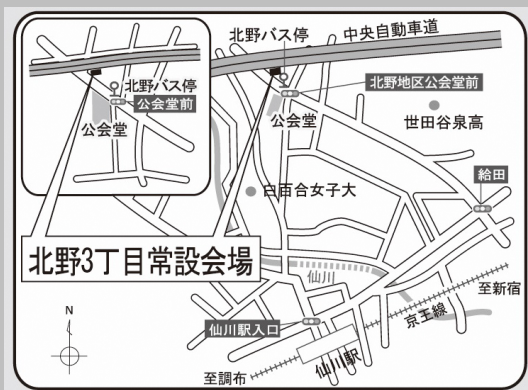 北野バス停
公会堂前
公会堂
北野バス停
中央自動車道
北野地区公会堂前
公会堂
世田谷泉高
給田
白百合女子大
北野3丁目常設会場
仙川
至新宿
京王線
仙川駅入口
仙川駅
至調布
N